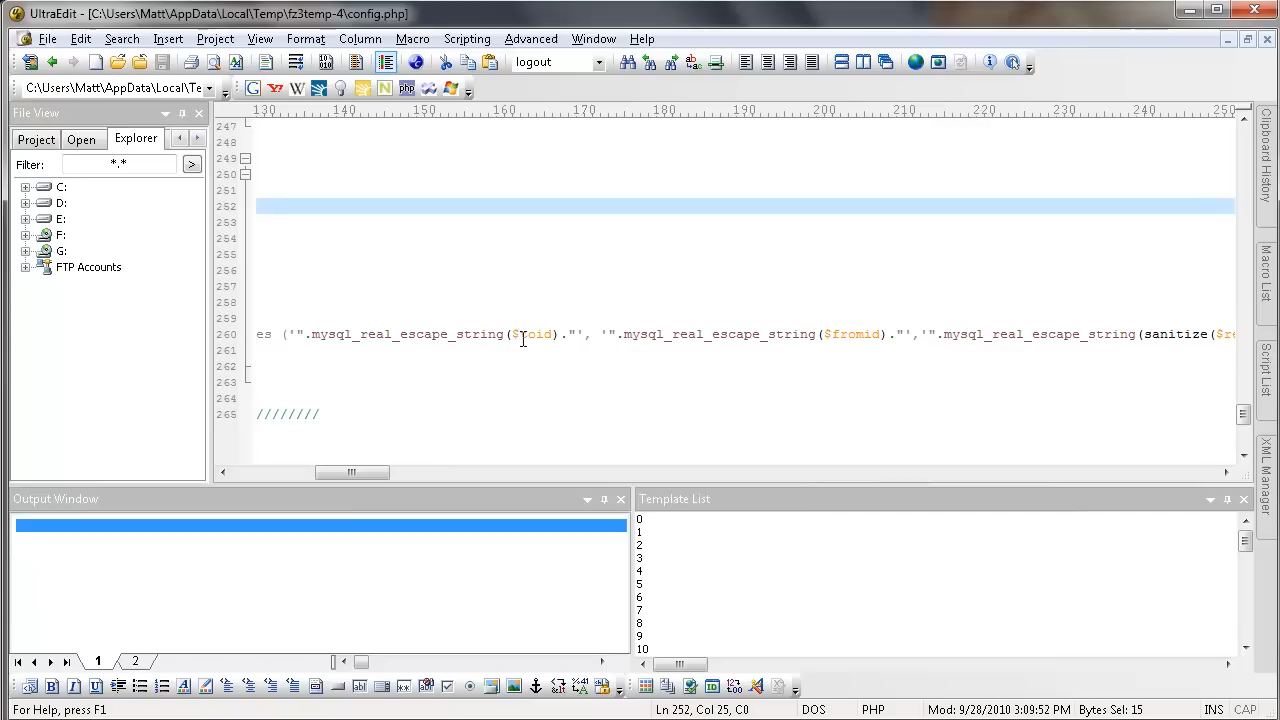 UltraEdit - [C:\Users\Matt\AppData\Local\Temp\fz3temp-4\config.php]
File Edit Search Insert Project View Format Column Macro Scripting Advanced Window Help
logout
C:\Users\Matt\AppData\Local\Te
File View
Project Open Explorer
Filter: *.* >
C:
D:
E:
F:
G:
FTP Accounts
130 140 150 160 170 180 190 200 210 220 230 240 250
247
248
249
250
251
252
253
254
255
256
257
258
259
260 es ('".mysql_real_escape_string($toid)."', '".mysql_real_escape_string($fromid)."','".mysql_real_escape_string(sanitize($re
261
262
263
264
265 ////////
Clipboard History
Macro List
Script List
XML Manager
Output Window
1 2
Template List
0
1
2
3
4
5
6
7
8
9
10
For Help, press F1 Ln 252, Col 25, C0 DOS PHP Mod: 9/28/2010 3:09:52 PM Bytes Sel: 15 INS CAP